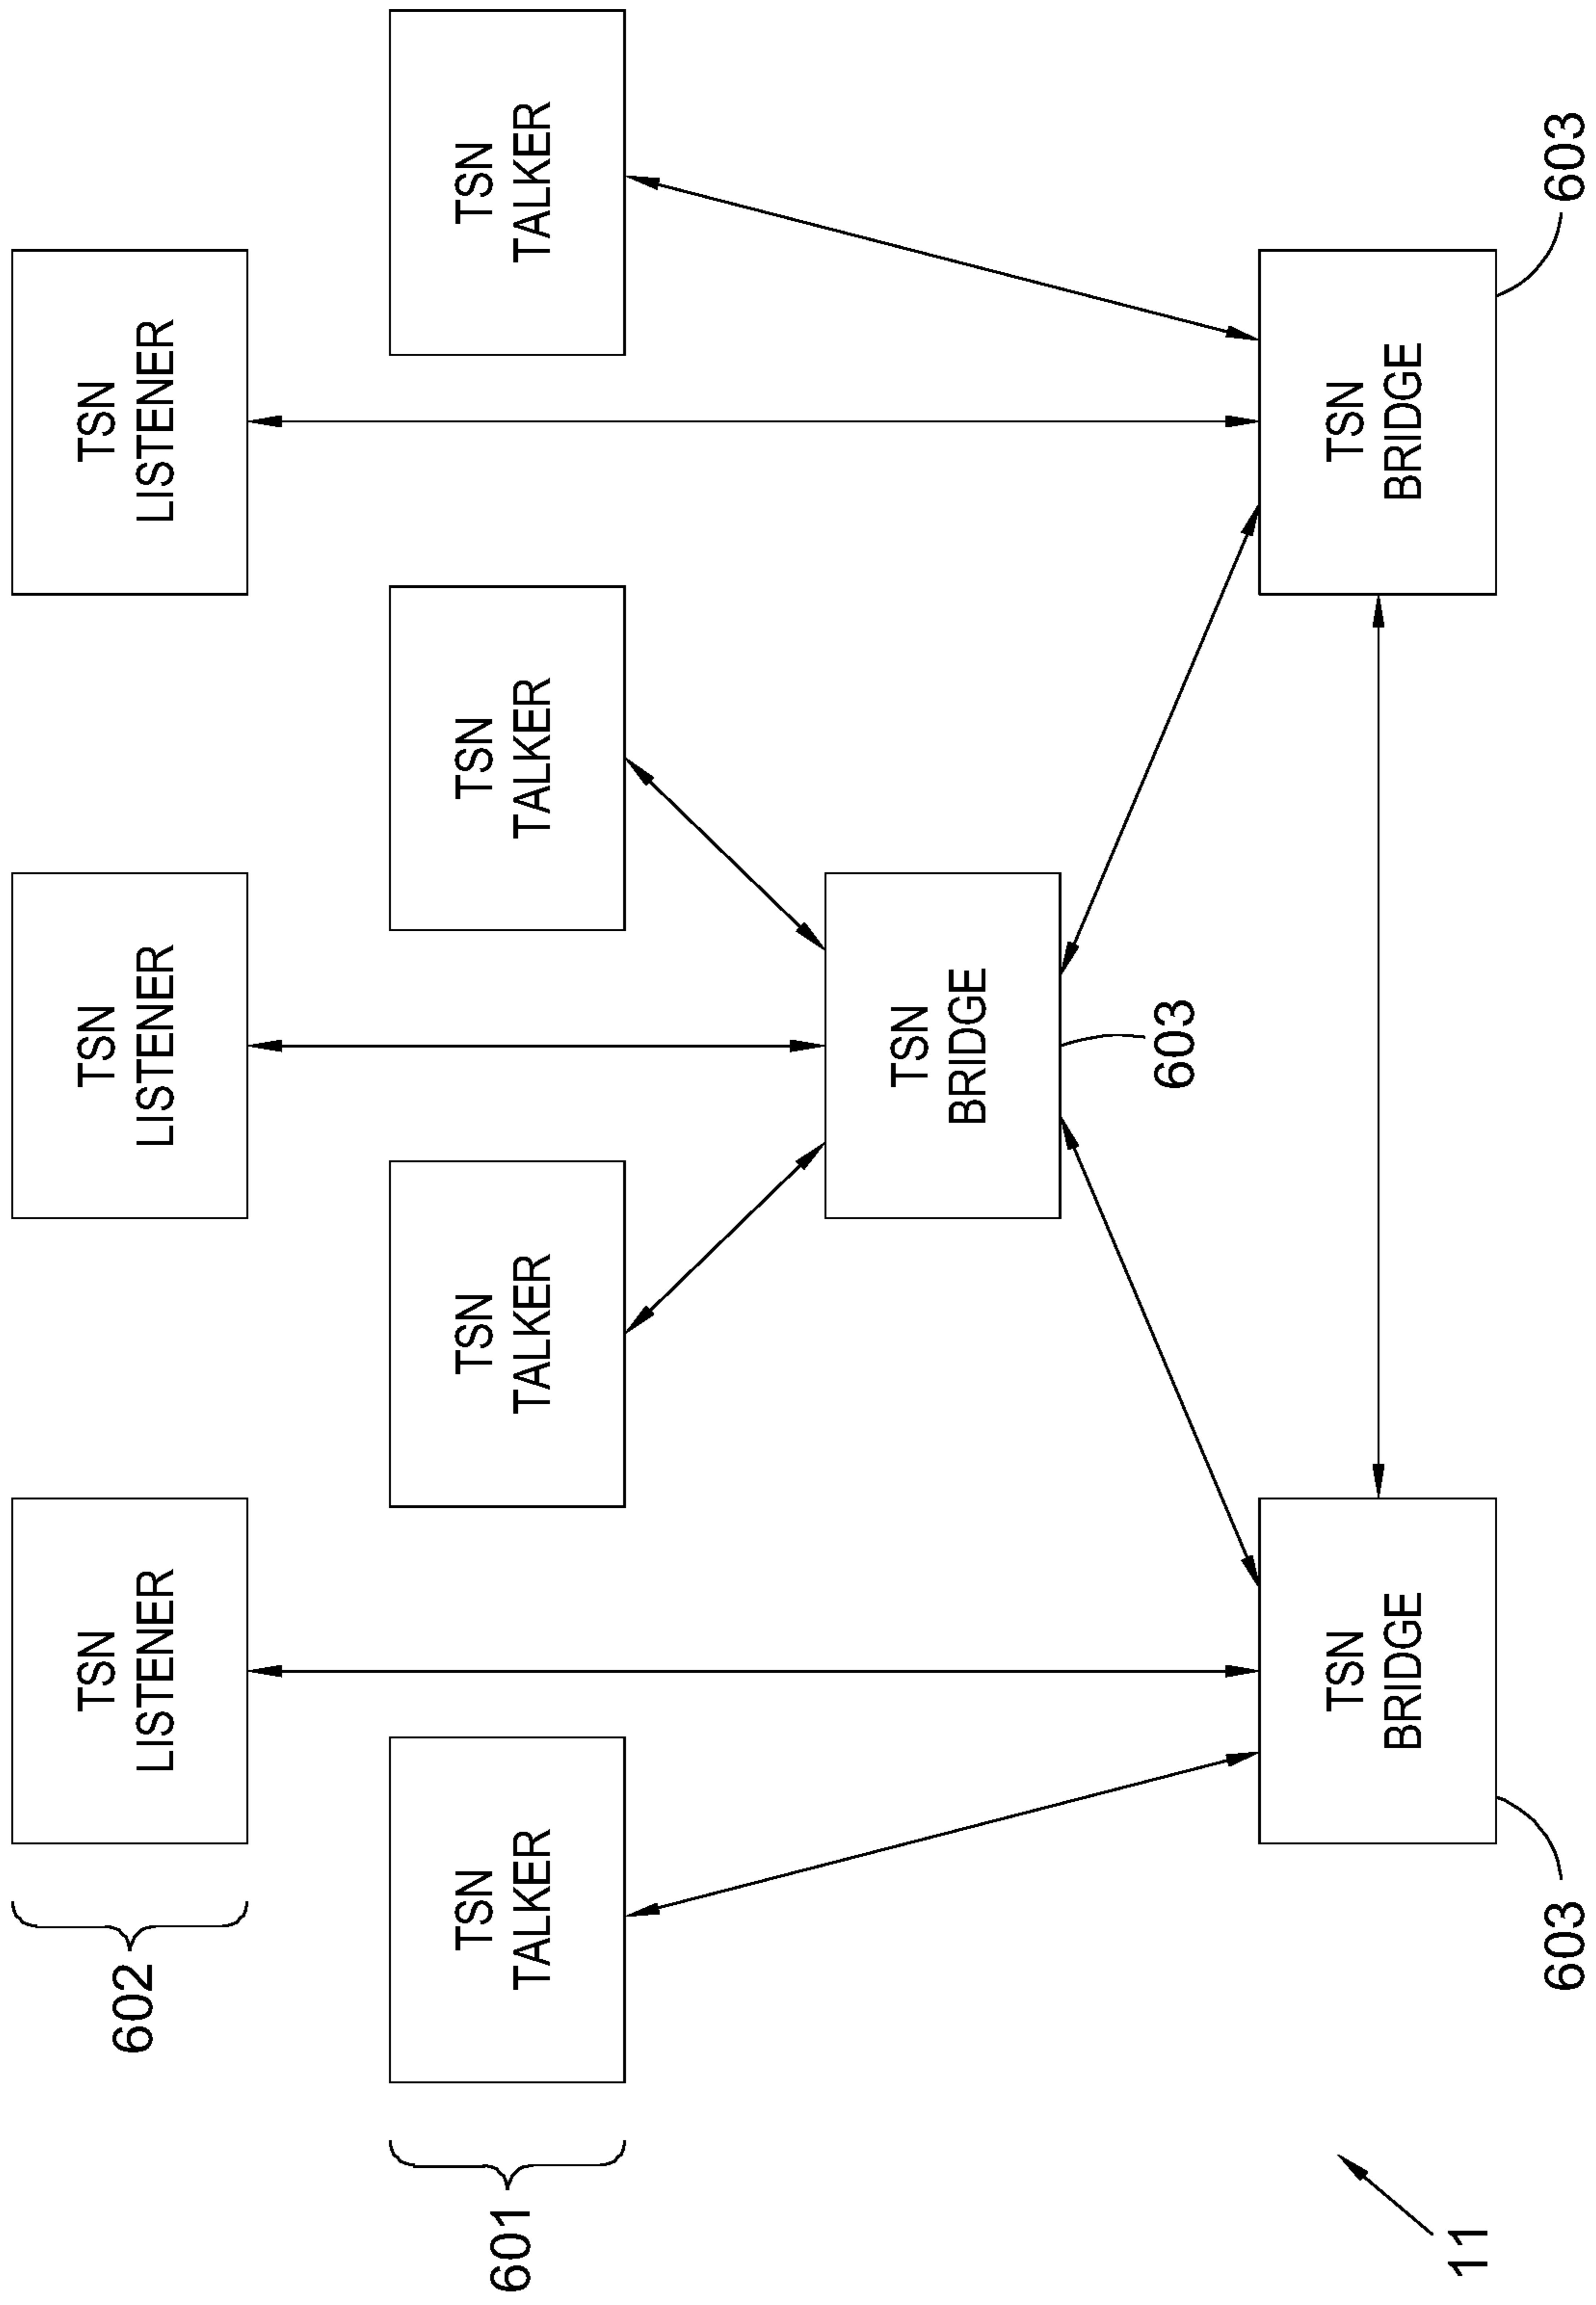 602
TSN
LISTENER
TSN
LISTENER
TSN
LISTENER
601
TSN
TALKER
TSN
TALKER
TSN
TALKER
TSN
TALKER
TSN
BRIDGE
603
TSN
BRIDGE
603
TSN
BRIDGE
603
11